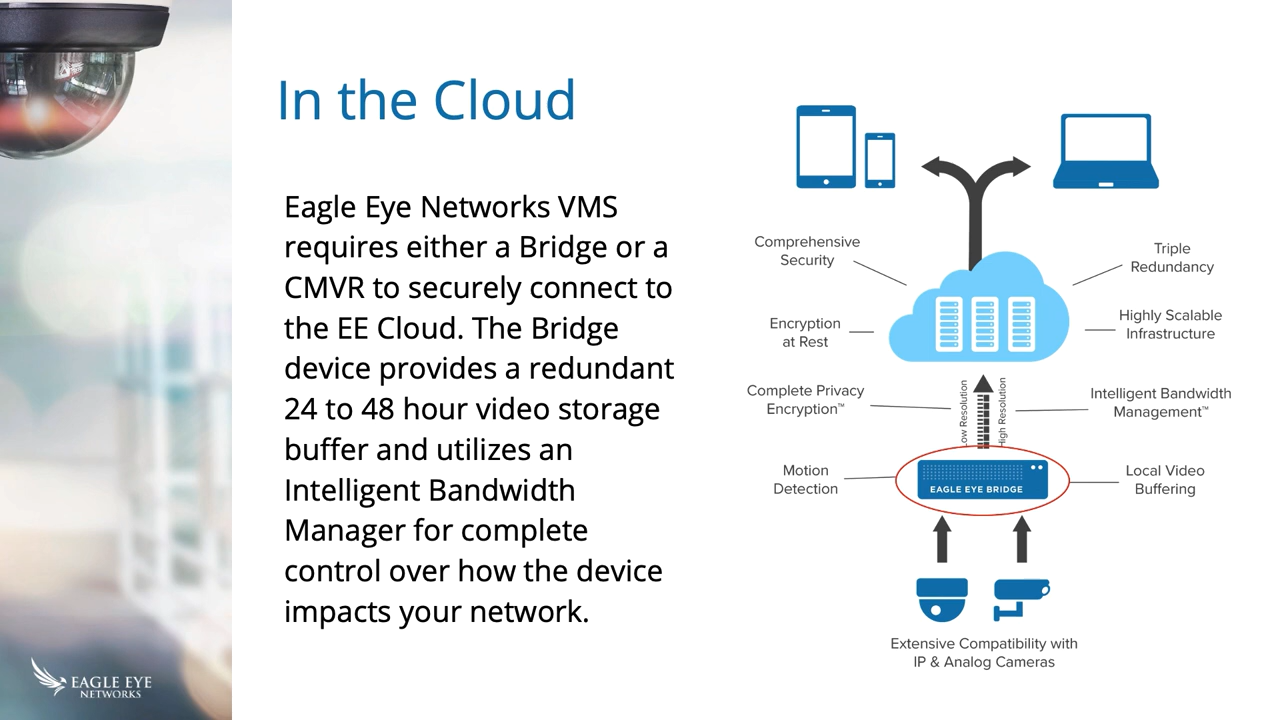 In the Cloud
Eagle Eye Networks VMS
requires either a Bridge or a
CMVR to securely connect to
the EE Cloud. The Bridge
device provides a redundant
24 to 48 hour video storage
buffer and utilizes an
Intelligent Bandwidth
Manager for complete
control over how the device
impacts your network.
Comprehensive
Security
Triple
Redundancy
Encryption
at Rest
Highly Scalable
Infrastructure
Complete Privacy
Encryption™
Low Resolution
High Resolution
Intelligent Bandwidth
Management™
Motion
Detection
EAGLE EYE BRIDGE
Local Video
Buffering
Extensive Compatibility with
IP & Analog Cameras
EAGLE EYE
NETWORKS